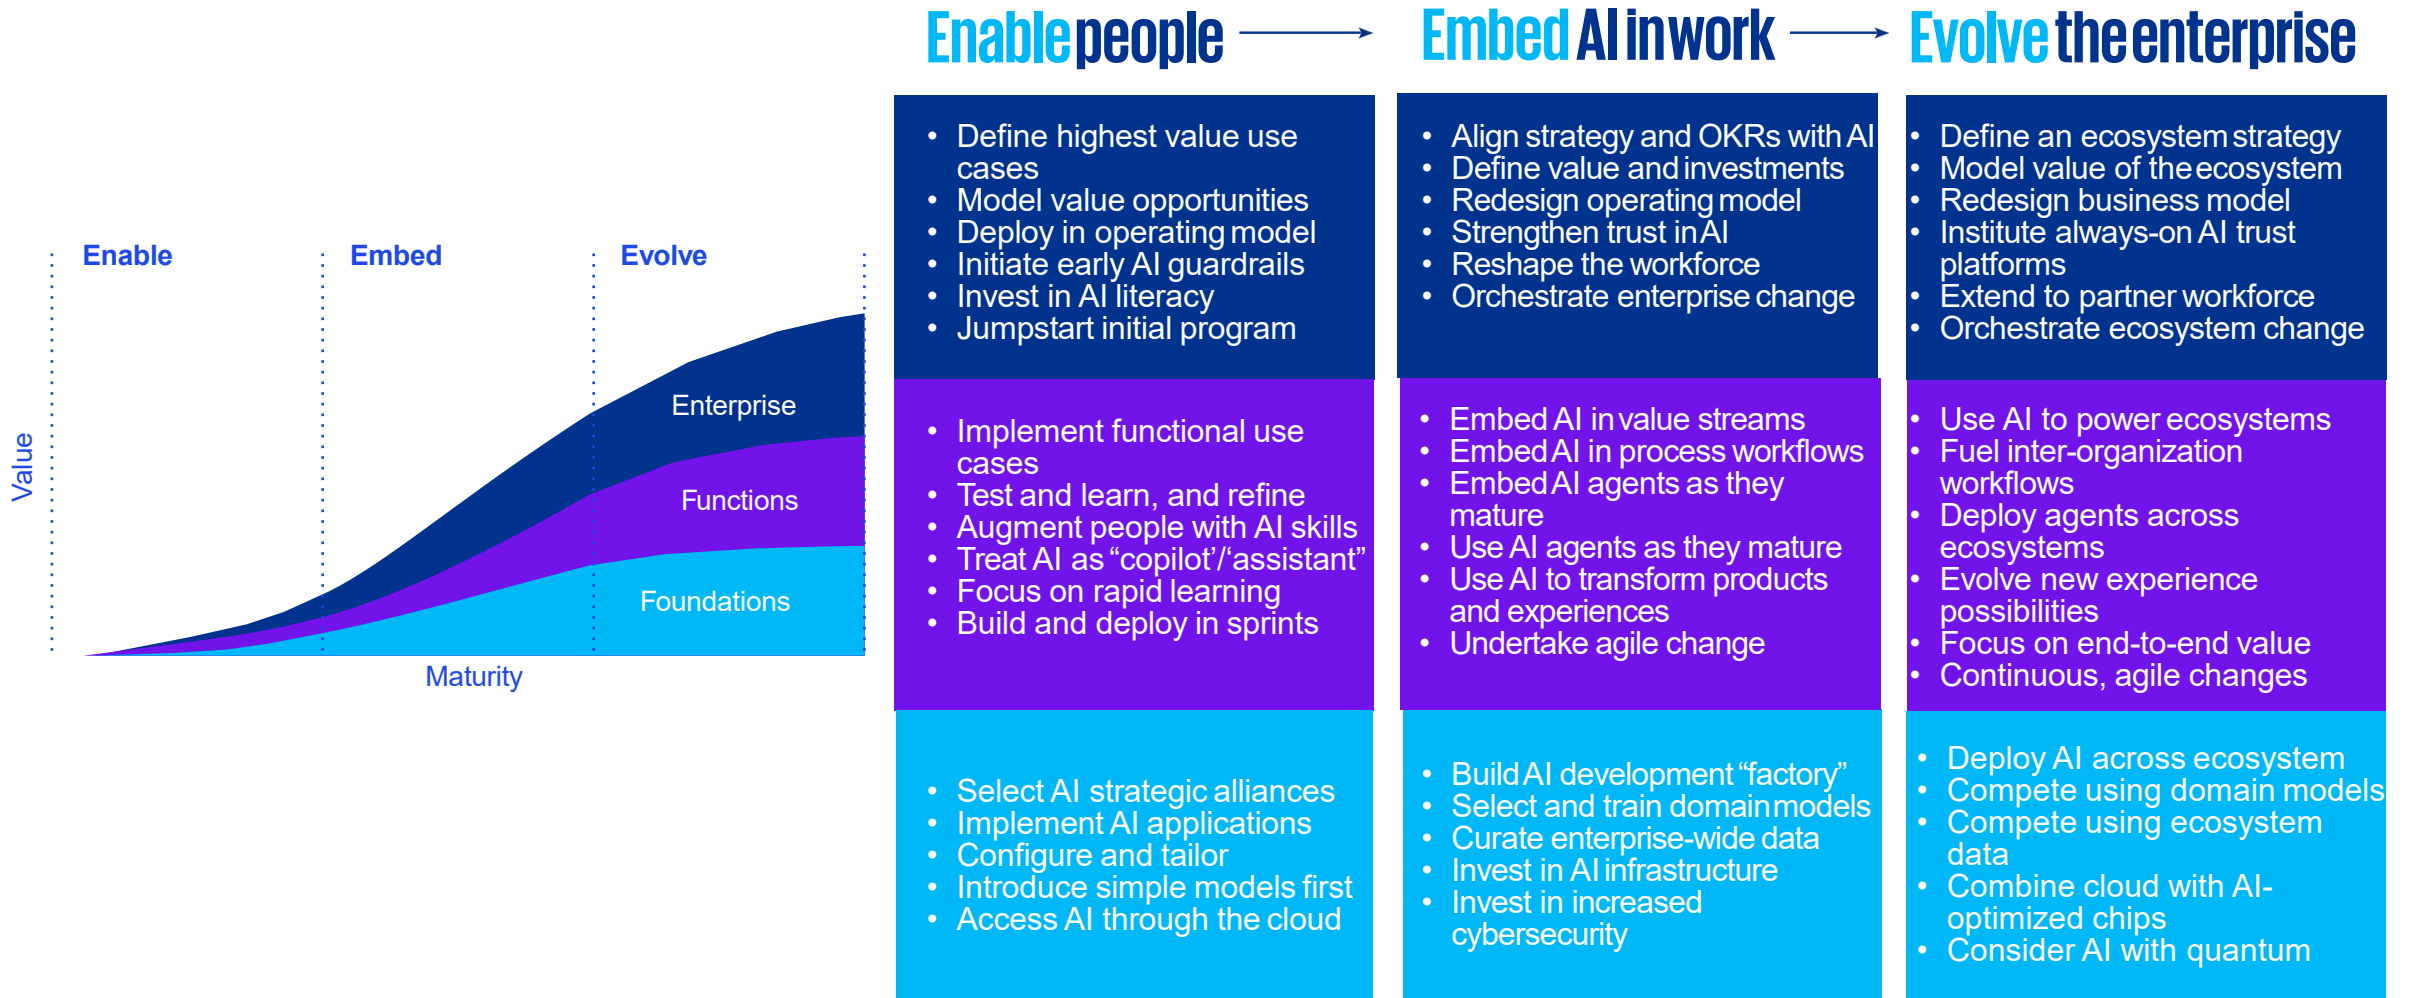 Enable people
Embed AI in work
Evolve the enterprise
Enable
Embed
Evolve
Value
Enterprise
Functions
Foundations
Maturity
• Define highest value use
cases
• Model value opportunities
• Deploy in operating model
• Initiate early AI guardrails
• Invest in AI literacy
• Jumpstart initial program
• Align strategy and OKRs with AI
• Define value and investments
• Redesign operating model
• Strengthen trust in AI
• Reshape the workforce
• Orchestrate enterprise change
• Define an ecosystem strategy
• Model value of the ecosystem
• Redesign business model
• Institute always-on AI trust
platforms
• Extend to partner workforce
• Orchestrate ecosystem change
• Implement functional use
cases
• Test and learn, and refine
• Augment people with AI skills
• Treat AI as “copilot’/‘assistant”
• Focus on rapid learning
• Build and deploy in sprints
• Embed AI in value streams
• Embed AI in process workflows
• Embed AI agents as they
mature
• Use AI agents as they mature
• Use AI to transform products
and experiences
• Undertake agile change
• Use AI to power ecosystems
• Fuel inter-organization
workflows
• Deploy agents across
ecosystems
• Evolve new experience
possibilities
• Focus on end-to-end value
• Continuous, agile changes
• Select AI strategic alliances
• Implement AI applications
• Configure and tailor
• Introduce simple models first
• Access AI through the cloud
• Build AI development “factory”
• Select and train domain models
• Curate enterprise-wide data
• Invest in AI infrastructure
• Invest in increased
cybersecurity
• Deploy AI across ecosystem
• Compete using domain models
• Compete using ecosystem
data
• Combine cloud with AI-
optimized chips
• Consider AI with quantum